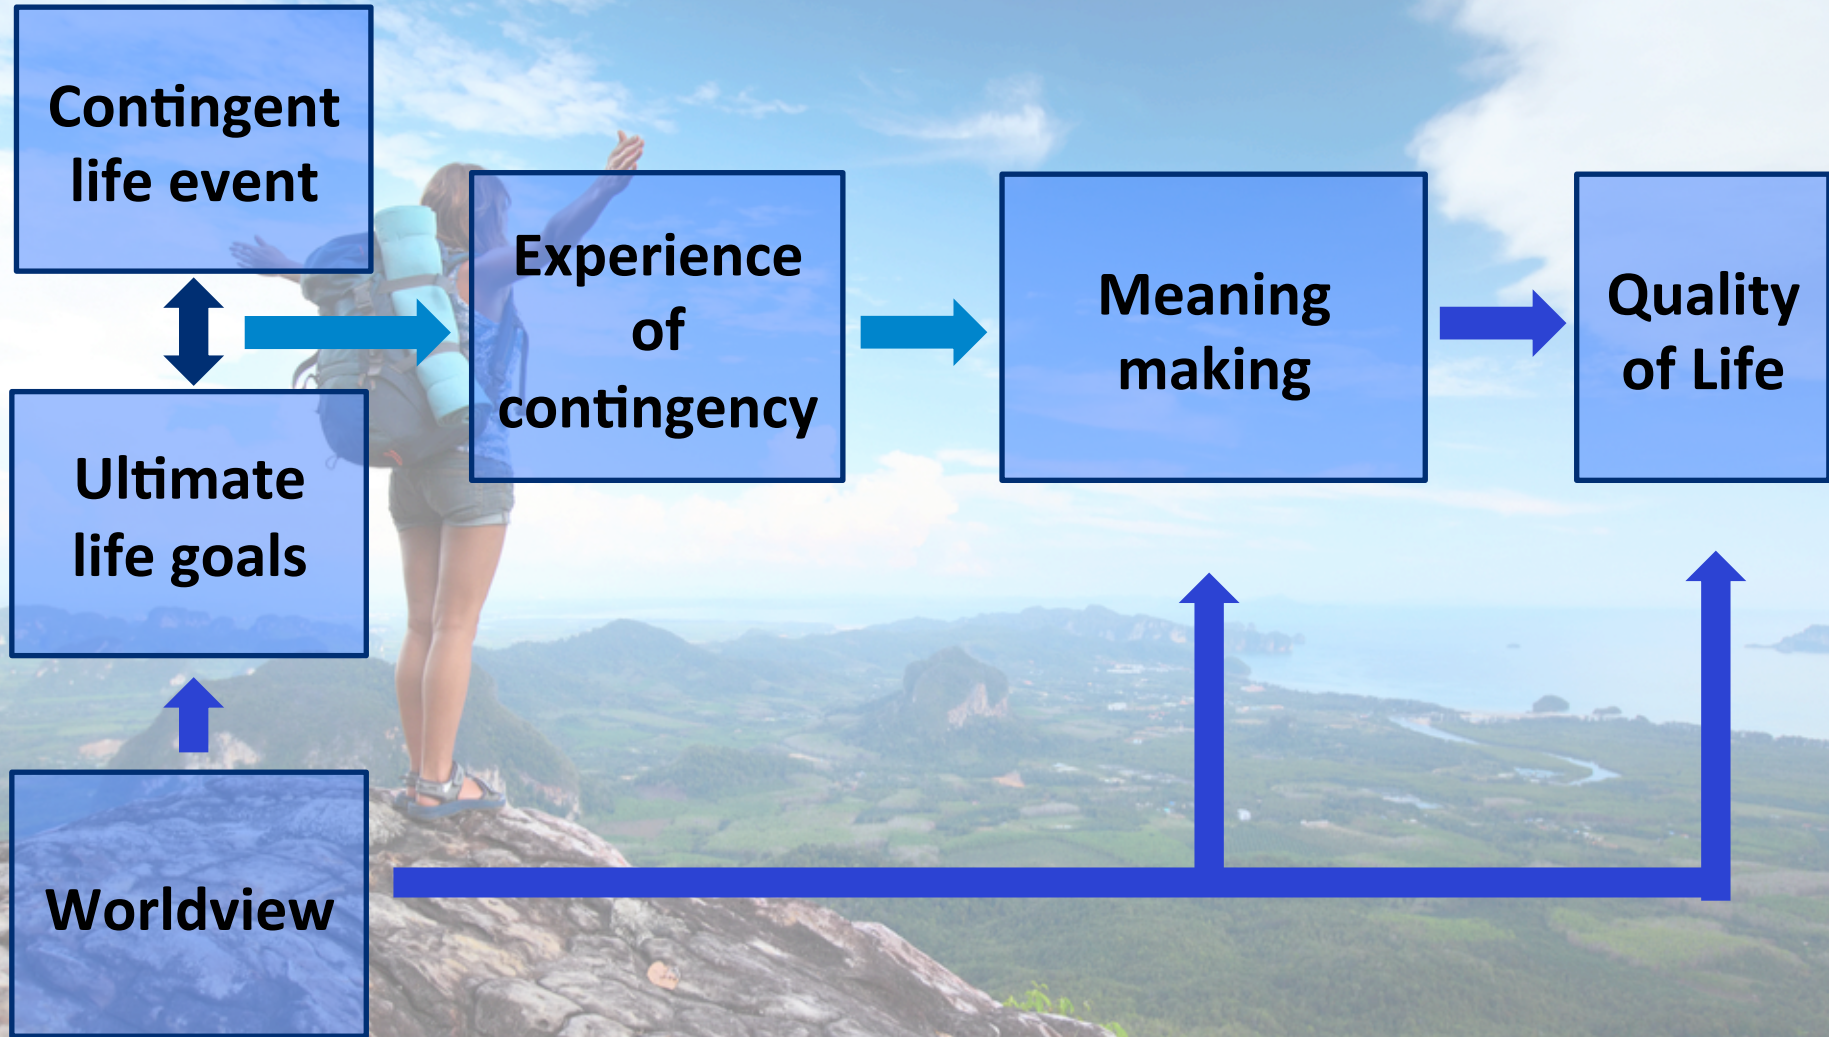 Contingent
life event
Ultimate
life goals
Worldview
Experience
of
contingency
Meaning
making
Quality
of Life